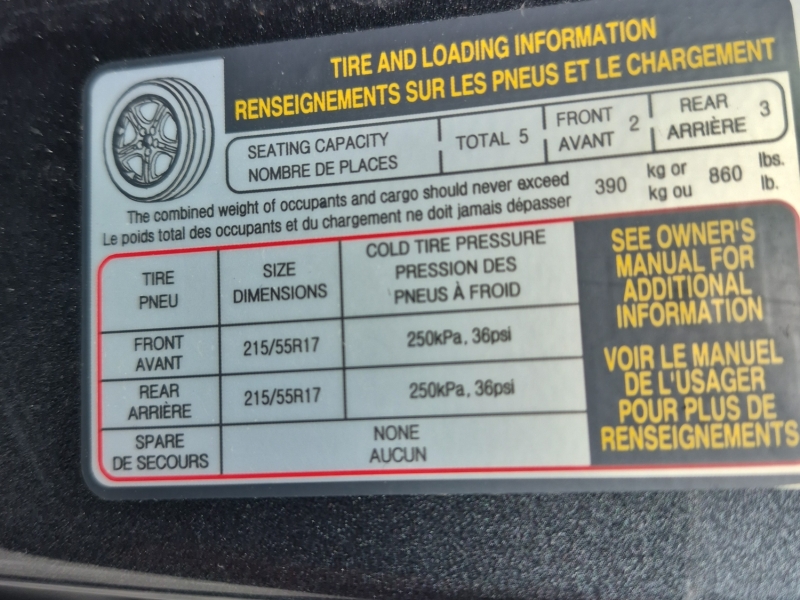 TIRE AND LOADING INFORMATION
RENSEIGNEMENTS SUR LES PNEUS ET LE CHARGEMENT
SEATING CAPACITY
NOMBRE DE PLACES
TOTAL 5
FRONT
AVANT
2
REAR
ARRIÈRE
3
The combined weight of occupants and cargo should never exceed
Le poids total des occupants et du chargement ne doit jamais dépasser
390
kg or
kg ou
860
lbs.
lb.
TIRE
PNEU
SIZE
DIMENSIONS
COLD TIRE PRESSURE
PRESSION DES
PNEUS À FROID
FRONT
AVANT
215/55R17
250kPa, 36psi
REAR
ARRIÈRE
215/55R17
250kPa, 36psi
SPARE
DE SECOURS
NONE
AUCUN
SEE OWNER'S
MANUAL FOR
ADDITIONAL
INFORMATION
VOIR LE MANUEL
DE L'USAGER
POUR PLUS DE
RENSEIGNEMENTS